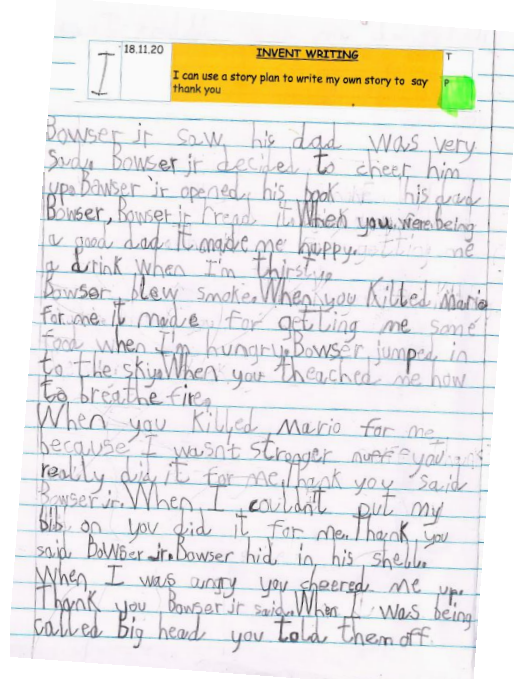 I
18.11.20
INVENT WRITING
T
I can use a story plan to write my own story to say
thank you
P
Bowser jr saw his dad was very
Sad. Bowser jr decided to cheer him
up. Bowser jr opened his book his dad
Bowser, Bowser jr read it. When you were being
a good dad it made me happy. getting me
a drink when I'm thirsty.
Bowser blew smoke. When you killed Mario
for me it made for getting me some
food when I'm hungry. Bowser jumped in
to the sky. When you theached me how
to breathe fire.
When you killed Mario for me
because I wasnt stronger nuff you
really did it for me. thank you said
Bowser jr. When I couldn't put my
bib on you did it for me. Thank you
said Bowser jr. Bowser hid in his shell.
When I was angry you cheered me up.
Thank you Bowser jr said. When I was being
called big head you told them off